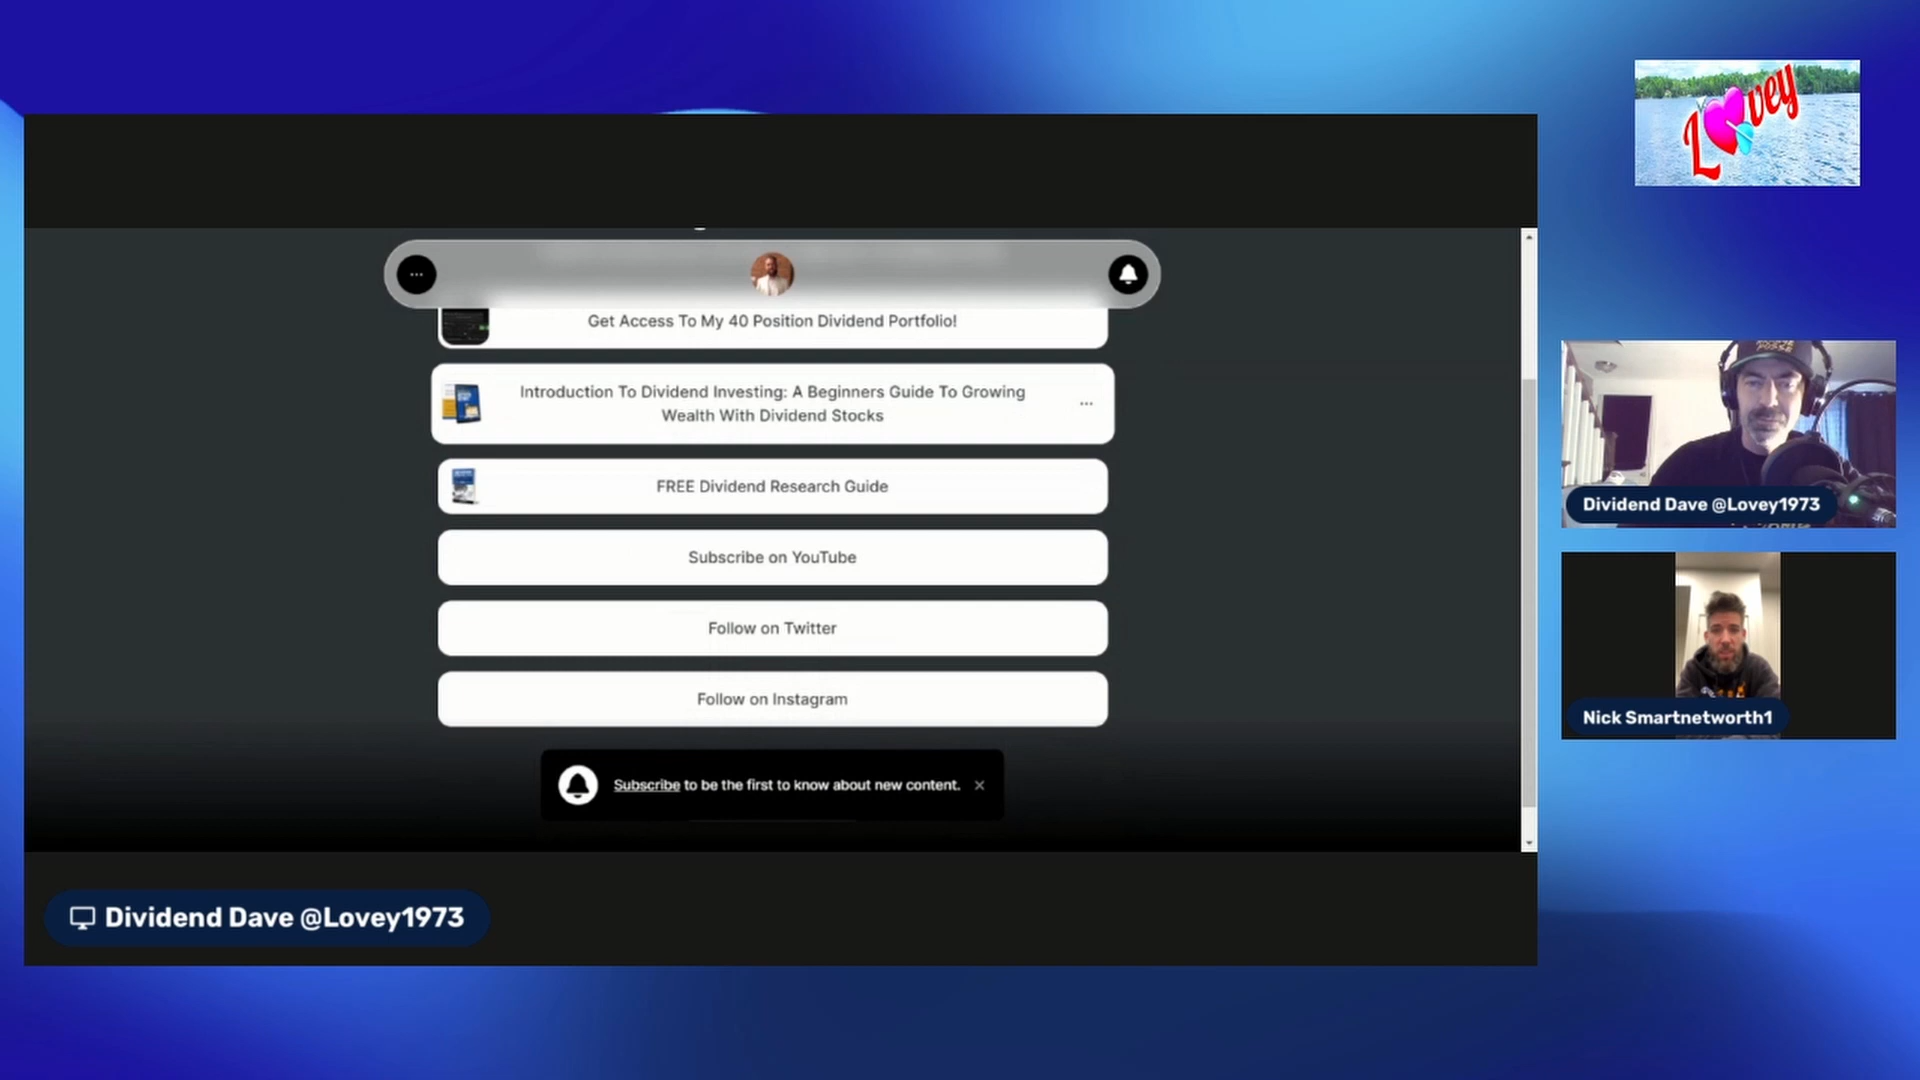 Lovey
Get Access To My 40 Position Dividend Portfolio!
Introduction To Dividend Investing: A Beginners Guide To Growing
Wealth With Dividend Stocks
FREE Dividend Research Guide
Subscribe on YouTube
Follow on Twitter
Follow on Instagram
Subscribe to be the first to know about new content.
Dividend Dave @Lovey1973
Dividend Dave @Lovey1973
Nick Smartnetworth1